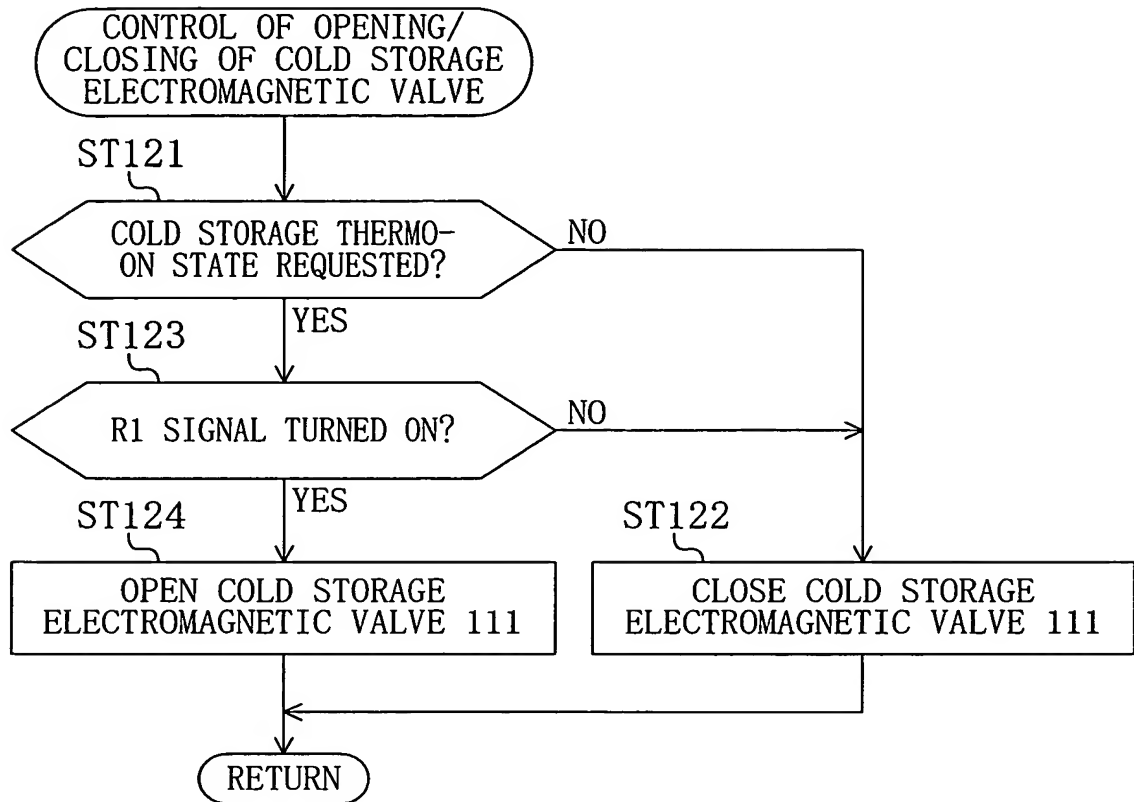 CONTROL OF OPENING/
CLOSING OF COLD STORAGE
ELECTROMAGNETIC VALVE
ST121
COLD STORAGE THERMO-
ON STATE REQUESTED?
NO
YES
ST123
R1 SIGNAL TURNED ON?
NO
YES
ST124
OPEN COLD STORAGE
ELECTROMAGNETIC VALVE 111
ST122
CLOSE COLD STORAGE
ELECTROMAGNETIC VALVE 111
RETURN